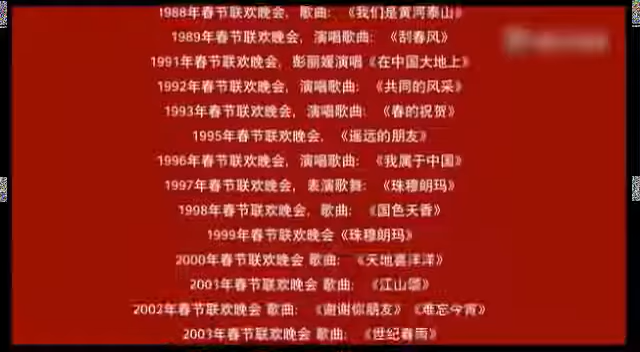 1988年春节联欢晚会，歌曲：《我们是黄河泰山》
1989年春节联欢晚会，演唱歌曲：《刮春风》
1991年春节联欢晚会，彭丽媛演唱《在中国大地上》
1992年春节联欢晚会，演唱歌曲：《共同的风采》
1993年春节联欢晚会，演唱歌曲：《春的祝贺》
1995年春节联欢晚会，《遥远的朋友》
1996年春节联欢晚会，演唱歌曲：《我属于中国》
1997年春节联欢晚会，表演歌舞：《珠穆朗玛》
1998年春节联欢晚会，歌曲：《国色天香》
1999年春节联欢晚会《珠穆朗玛》
2000年春节联欢晚会 歌曲：《天地喜洋洋》
2001年春节联欢晚会 歌曲：《江山颂》
2002年春节联欢晚会 歌曲：《谢谢你朋友》《难忘今宵》
2003年春节联欢晚会 歌曲：《世纪春雨》